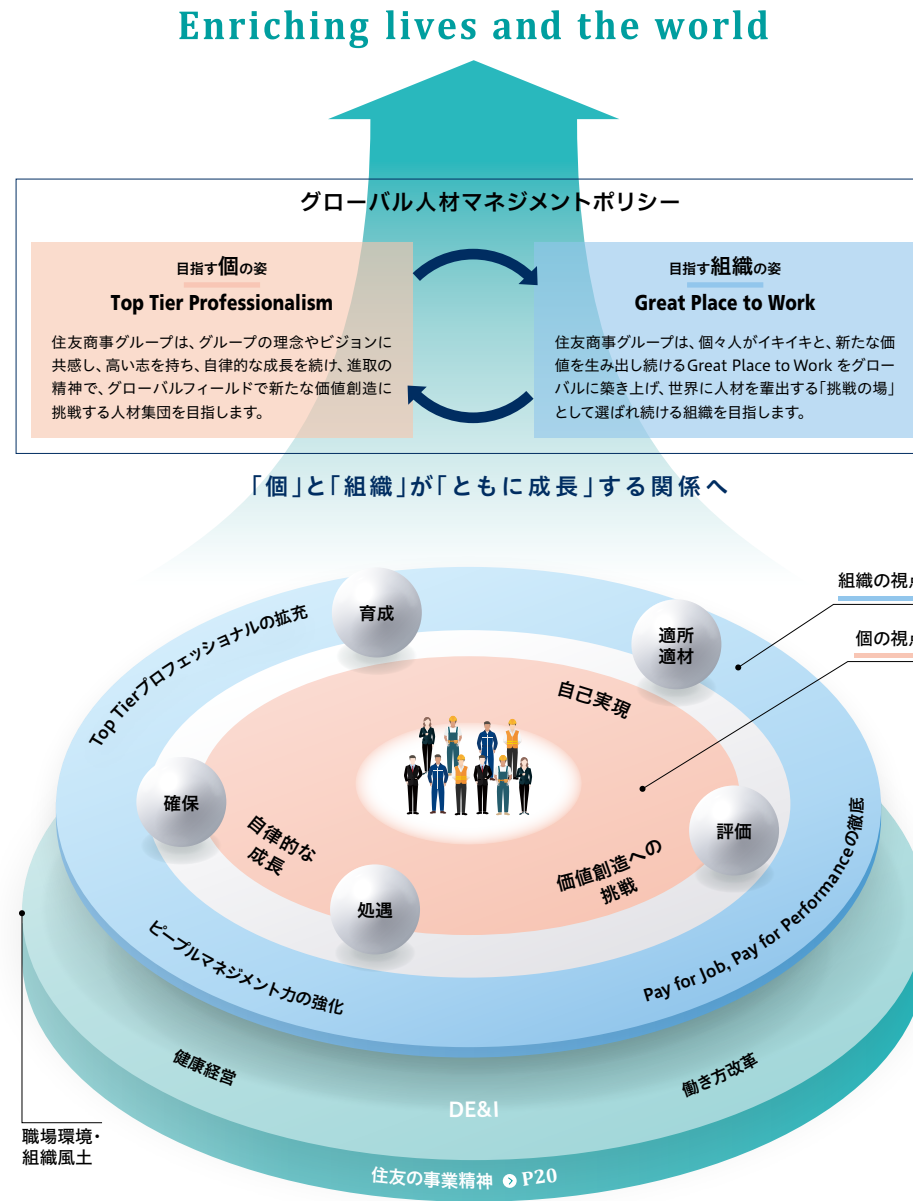 Enriching lives and the world
グローバル人材マネジメントポリシー
目指す個の姿
Top Tier Professionalism
住友商事グループは、グループの理念やビジョンに
共感し、高い志を持ち、自律的な成長を続け、進取の
精神で、グローバルフィールドで新たな価値創造に
挑戦する人材集団を目指します。
目指す組織の姿
Great Place to Work
住友商事グループは、個々人がイキイキと、新たな価
値を生み出し続けるGreat Place to Work をグロー
バルに築き上げ、世界に人材を輩出する「挑戦の場」
として選ばれ続ける組織を目指します。
「個」と「組織」が「ともに成長」する関係へ
組織の視点
個の視点
Top Tierプロフェッショナルの拡充
育成
適所
適材
自己実現
確保
評価
自律的な
成長
価値創造への
挑戦
処遇
ピープルマネジメント力の強化
Pay for Job, Pay for Performanceの徹底
健康経営
働き方改革
DE&I
職場環境・
組織風土
住友の事業精神 P20